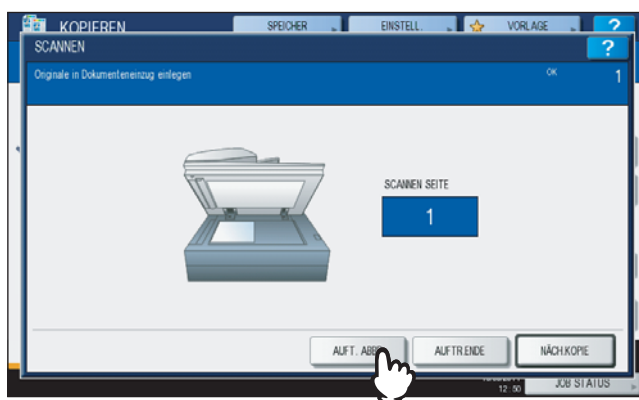 KOPIEREN SPEICHER EINSTELL. VORLAGE ?
SCANNEN ?
Originale in Dokumenteneinzug einlegen OK 1
SCANNEN SEITE
1
AUFT. AUFTR.ENDE NÄCH.KOPIE
12:50 JOB STATUS